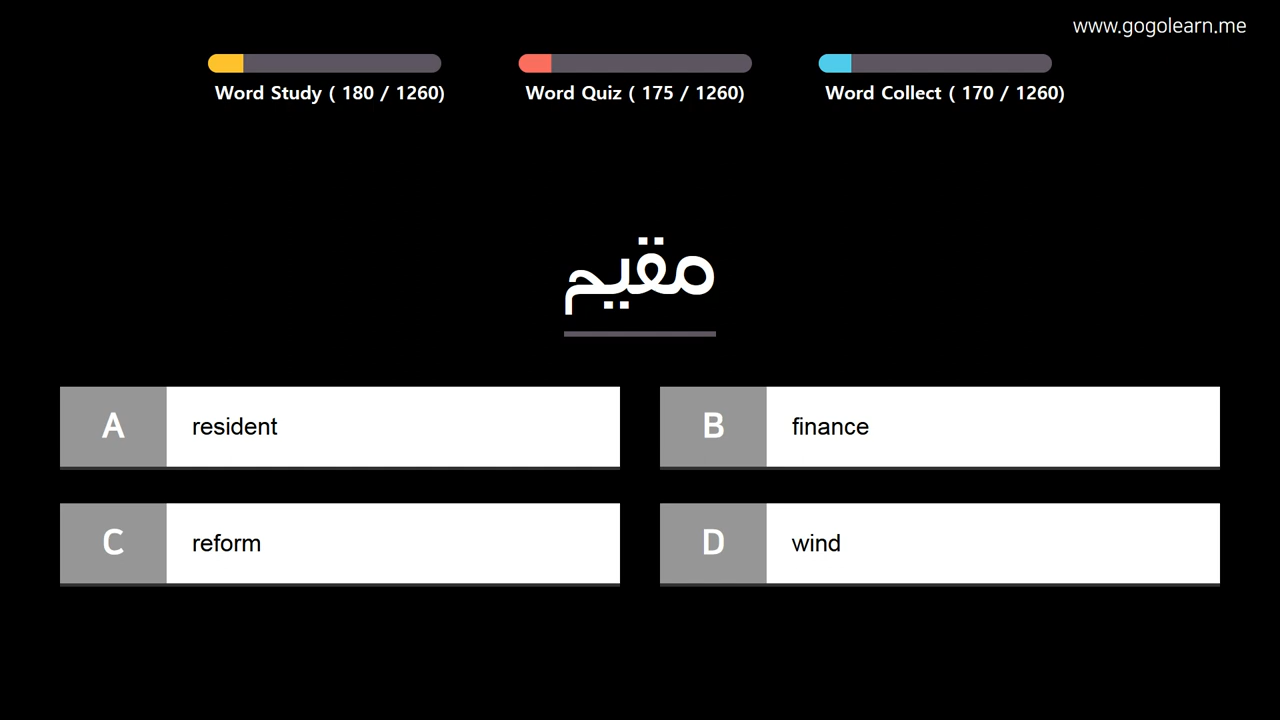 www.gogolearn.me
Word Study ( 180 / 1260)
Word Quiz ( 175 / 1260)
Word Collect ( 170 / 1260)
مقيم
A resident
B finance
C reform
D wind